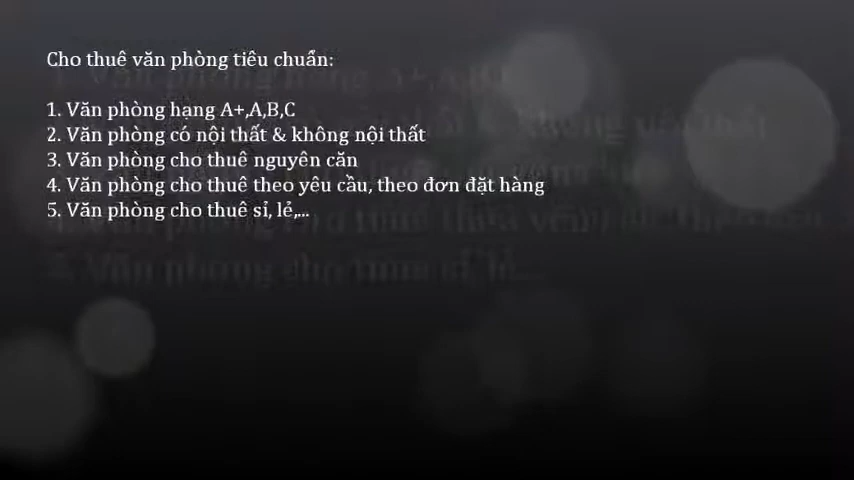 Cho thuê văn phòng tiêu chuẩn:
1. Văn phòng hạng A+,A,B,C
2. Văn phòng có nội thất & không nội thất
3. Văn phòng cho thuê nguyên căn
4. Văn phòng cho thuê theo yêu cầu, theo đơn đặt hàng
5. Văn phòng cho thuê sỉ, lẻ,...